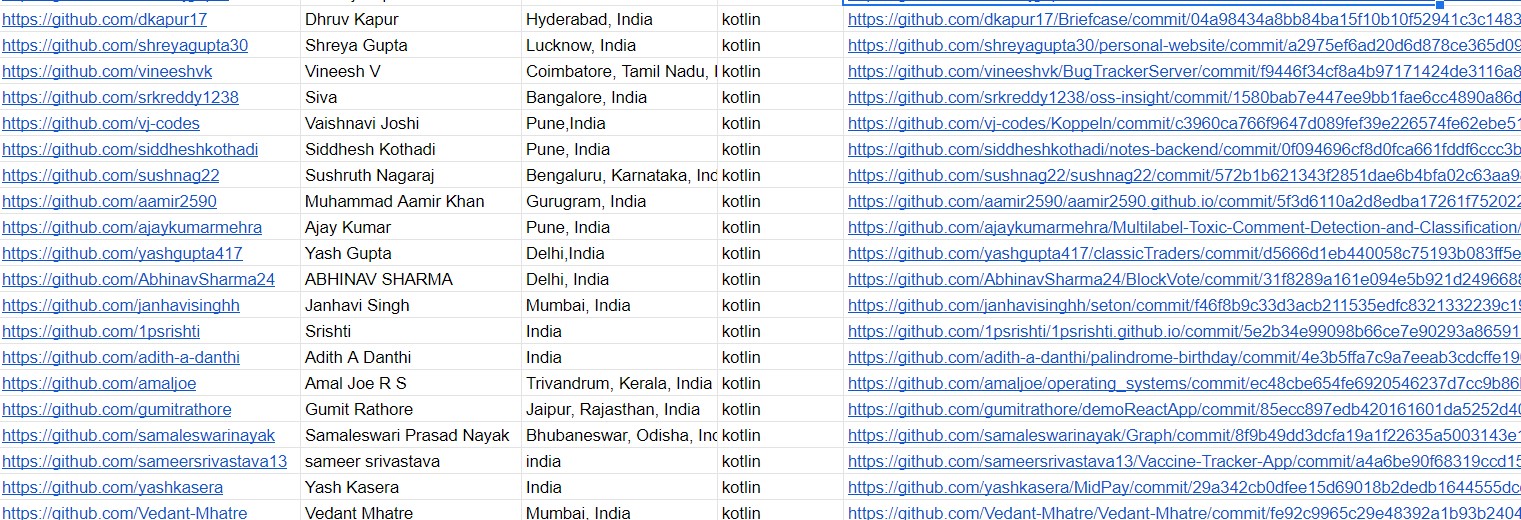 https://github.com/dkapur17 Dhruv Kapur Hyderabad, India kotlin https://github.com/dkapur17/Briefcase/commit/04a98434a8bb84ba15f10b10f52941c3c1483
https://github.com/shreyagupta30 Shreya Gupta Lucknow, India kotlin https://github.com/shreyagupta30/personal-website/commit/a2975ef6ad20d6d878ce365d09
https://github.com/vineeshvk Vineesh V Coimbatore, Tamil Nadu, I kotlin https://github.com/vineeshvk/BugTrackerServer/commit/f9446f34cf8a4b97171424de3116a8
https://github.com/srkreddy1238 Siva Bangalore, India kotlin https://github.com/srkreddy1238/oss-insight/commit/1580bab7e447ee9bb1fae6cc4890a86d
https://github.com/vj-codes Vaishnavi Joshi Pune,India kotlin https://github.com/vj-codes/Koppeln/commit/c3960ca766f9647d089fef39e226574fe62ebe51
https://github.com/siddheshkothadi Siddhesh Kothadi Pune, India kotlin https://github.com/siddheshkothadi/notes-backend/commit/0f094696cf8d0fca661fddf6ccc3b
https://github.com/sushnag22 Sushruth Nagaraj Bengaluru, Karnataka, Inc kotlin https://github.com/sushnag22/sushnag22/commit/572b1b621343f2851dae6b4bfa02c63aa9
https://github.com/aamir2590 Muhammad Aamir Khan Gurugram, India kotlin https://github.com/aamir2590/aamir2590.github.io/commit/5f3d6110a2d8edba17261f752022
https://github.com/ajaykumarmehra Ajay Kumar Pune, India kotlin https://github.com/ajaykumarmehra/Multilabel-Toxic-Comment-Detection-and-Classification/
https://github.com/yashgupta417 Yash Gupta Delhi,India kotlin https://github.com/yashgupta417/classicTraders/commit/d5666d1eb440058c75193b083ff5e
https://github.com/AbhinavSharma24 ABHINAV SHARMA Delhi, India kotlin https://github.com/AbhinavSharma24/BlockVote/commit/31f8289a161e094e5b921d2496688
https://github.com/janhavisinghh Janhavi Singh Mumbai, India kotlin https://github.com/janhavisinghh/seton/commit/f46f8b9c33d3acb211535edfc8321332239c19
https://github.com/1psrishti Srishti India kotlin https://github.com/1psrishti/1psrishti.github.io/commit/5e2b34e99098b66ce7e90293a86591
https://github.com/adith-a-danthi Adith A Danthi India kotlin https://github.com/adith-a-danthi/palindrome-birthday/commit/4e3b5ffa7c9a7eeab3cdcffe19
https://github.com/amaljoe Amal Joe R S Trivandrum, Kerala, India kotlin https://github.com/amaljoe/operating_systems/commit/ec48cbe654fe6920546237d7cc9b86
https://github.com/gumitrathore Gumit Rathore Jaipur, Rajasthan, India kotlin https://github.com/gumitrathore/demoReactApp/commit/85ecc897edb420161601da5252d40
https://github.com/samaleswarinayak Samaleswari Prasad Nayak Bhubaneswar, Odisha, Inc kotlin https://github.com/samaleswarinayak/Graph/commit/8f9b49dd3dcfa19a1f22635a5003143e1
https://github.com/sameersrivastava13 sameer srivastava india kotlin https://github.com/sameersrivastava13/Vaccine-Tracker-App/commit/a4a6be90f68319ccd15
https://github.com/yashkasera Yash Kasera India kotlin https://github.com/yashkasera/MidPay/commit/29a342cb0dfee15d69018b2dedb1644555dc
https://github.com/Vedant-Mhatre Vedant Mhatre Mumbai, India kotlin https://github.com/Vedant-Mhatre/Vedant-Mhatre/commit/fe92c9965c29e48392a1b93b2404